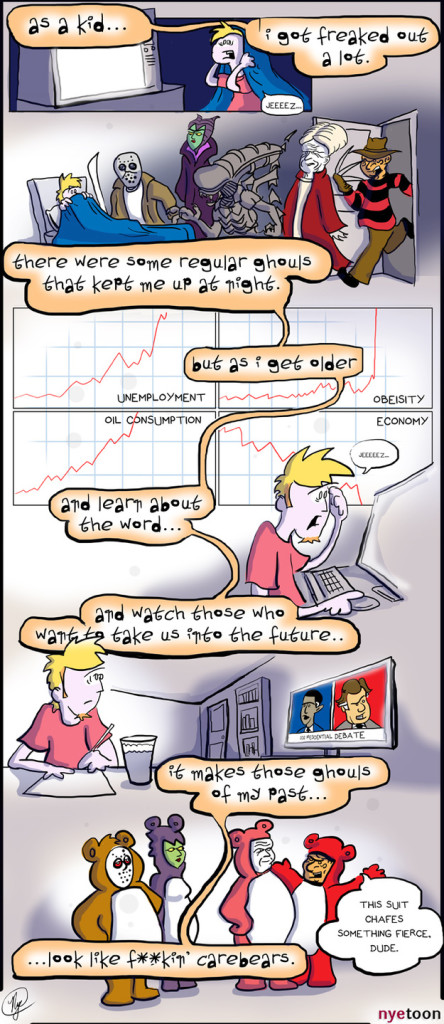 as a kid...
i got freaked out
a lot.
JEEEEZ...
there were some regular ghouls
that kept me up at night.
but as i get older
UNEMPLOYMENT
OBEISITY
OIL CONSUMPTION
ECONOMY
JEEEEEZ...
and learn about
the word...
and watch those who
want to take us into the future..
PRESIDENTIAL DEBATE
it makes those ghouls
of my past...
THIS SUIT
CHAFES
SOMETHING FIERCE,
DUDE.
...look like f**kin' carebears.
Nye
nyetoon